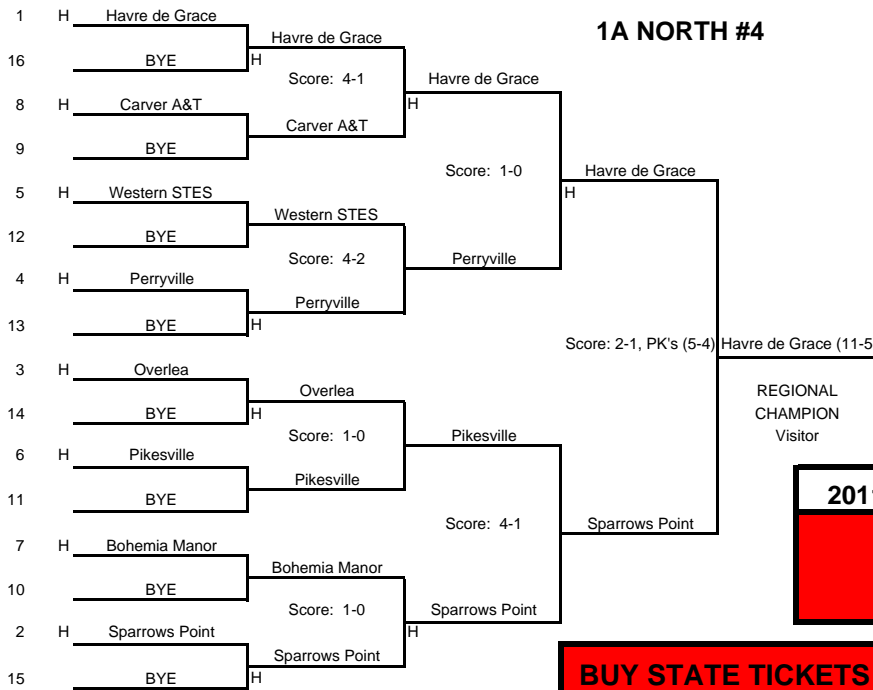 1A NORTH #4
1 H Havre de Grace
Havre de Grace
16 BYE H
Score: 4-1 Havre de Grace
8 H Carver A&T H
Carver A&T
9 BYE
Score: 1-0 Havre de Grace
5 H Western STES H
Western STES
12 BYE
Score: 4-2 Perryville
4 H Perryville
Perryville
13 BYE H
Score: 2-1, PK's (5-4) Havre de Grace (11-5
3 H Overlea
Overlea REGIONAL
14 BYE H CHAMPION
Score: 1-0 Pikesville Visitor
6 H Pikesville
Pikesville
11 BYE
Score: 4-1 Sparrows Point
7 H Bohemia Manor
Bohemia Manor
10 BYE
Score: 1-0 Sparrows Point
2 H Sparrows Point H
Sparrows Point
15 BYE H
201
BUY STATE TICKETS